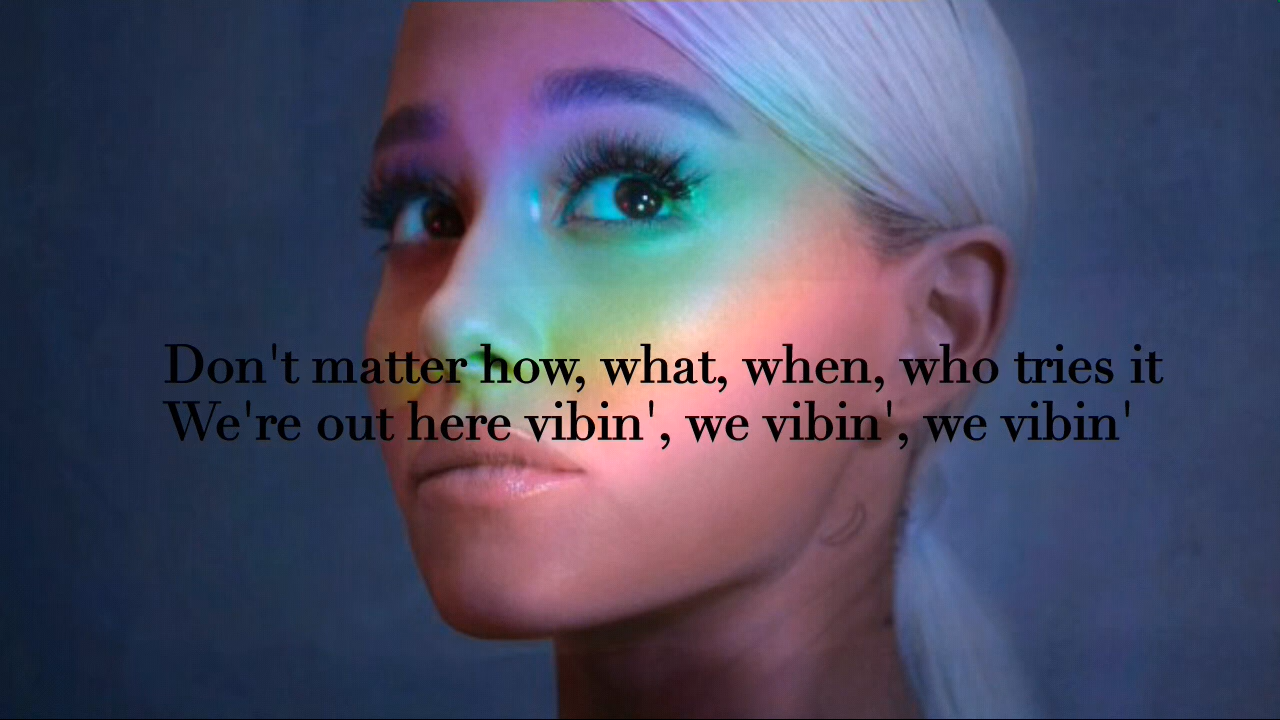 Don't matter how, what, when, who tries it
We're out here vibin', we vibin', we vibin'